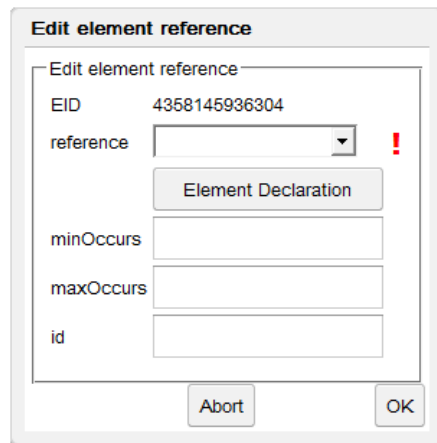 Edit element reference
Edit element reference
EID 4358145936304
reference !
Element Declaration
minOccurs
maxOccurs
id
Abort OK